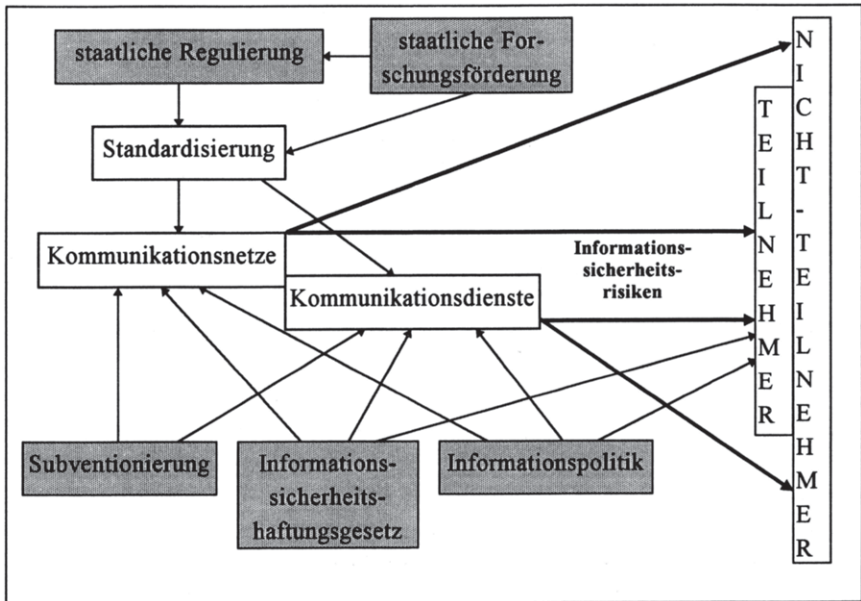 staatliche Regulierung
staatliche For-
schungsförderung
Standardisierung
Kommunikationsnetze
Kommunikationsdienste
Informations-
sicherheits-
risiken
TEILNEHMER
NICHT-TEILNEHMER
Subventionierung
Informations-
sicherheits-
haftungsgesetz
Informationspolitik